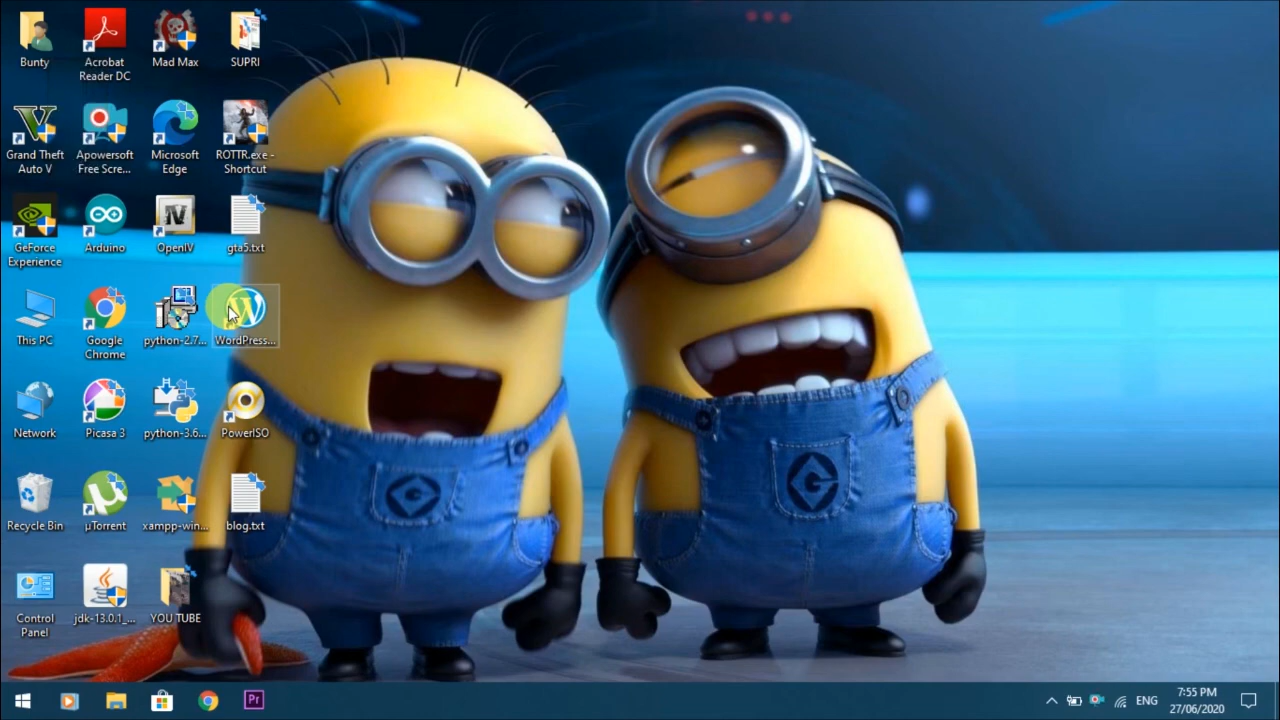 Bunty
Acrobat
Reader DC
Mad Max
SUPRI
Grand Theft
Auto V
Apowersoft
Free Scre...
Microsoft
Edge
ROTTR.exe -
Shortcut
GeForce
Experience
Arduino
IV
OpenIV
gta5.txt
This PC
Google
Chrome
python-2.7...
WordPress...
Network
Picasa 3
python-3.6...
PowerISO
Recycle Bin
µTorrent
xampp-win...
blog.txt
Control
Panel
jdk-13.0.1_...
YOU TUBE
Pr
ENG
7:55 PM
27/06/2020